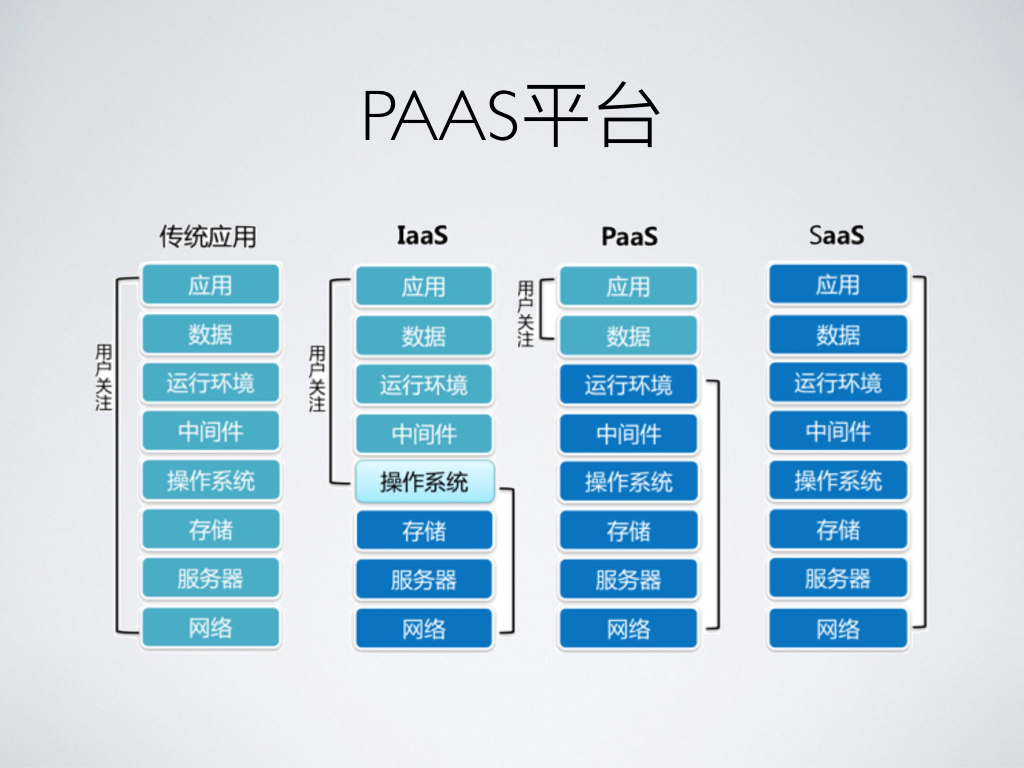 PAAS平台
传统应用
用户关注
应用
数据
运行环境
中间件
操作系统
存储
服务器
网络
IaaS
用户关注
应用
数据
运行环境
中间件
操作系统
存储
服务器
网络
PaaS
用户关注
应用
数据
运行环境
中间件
操作系统
存储
服务器
网络
SaaS
应用
数据
运行环境
中间件
操作系统
存储
服务器
网络